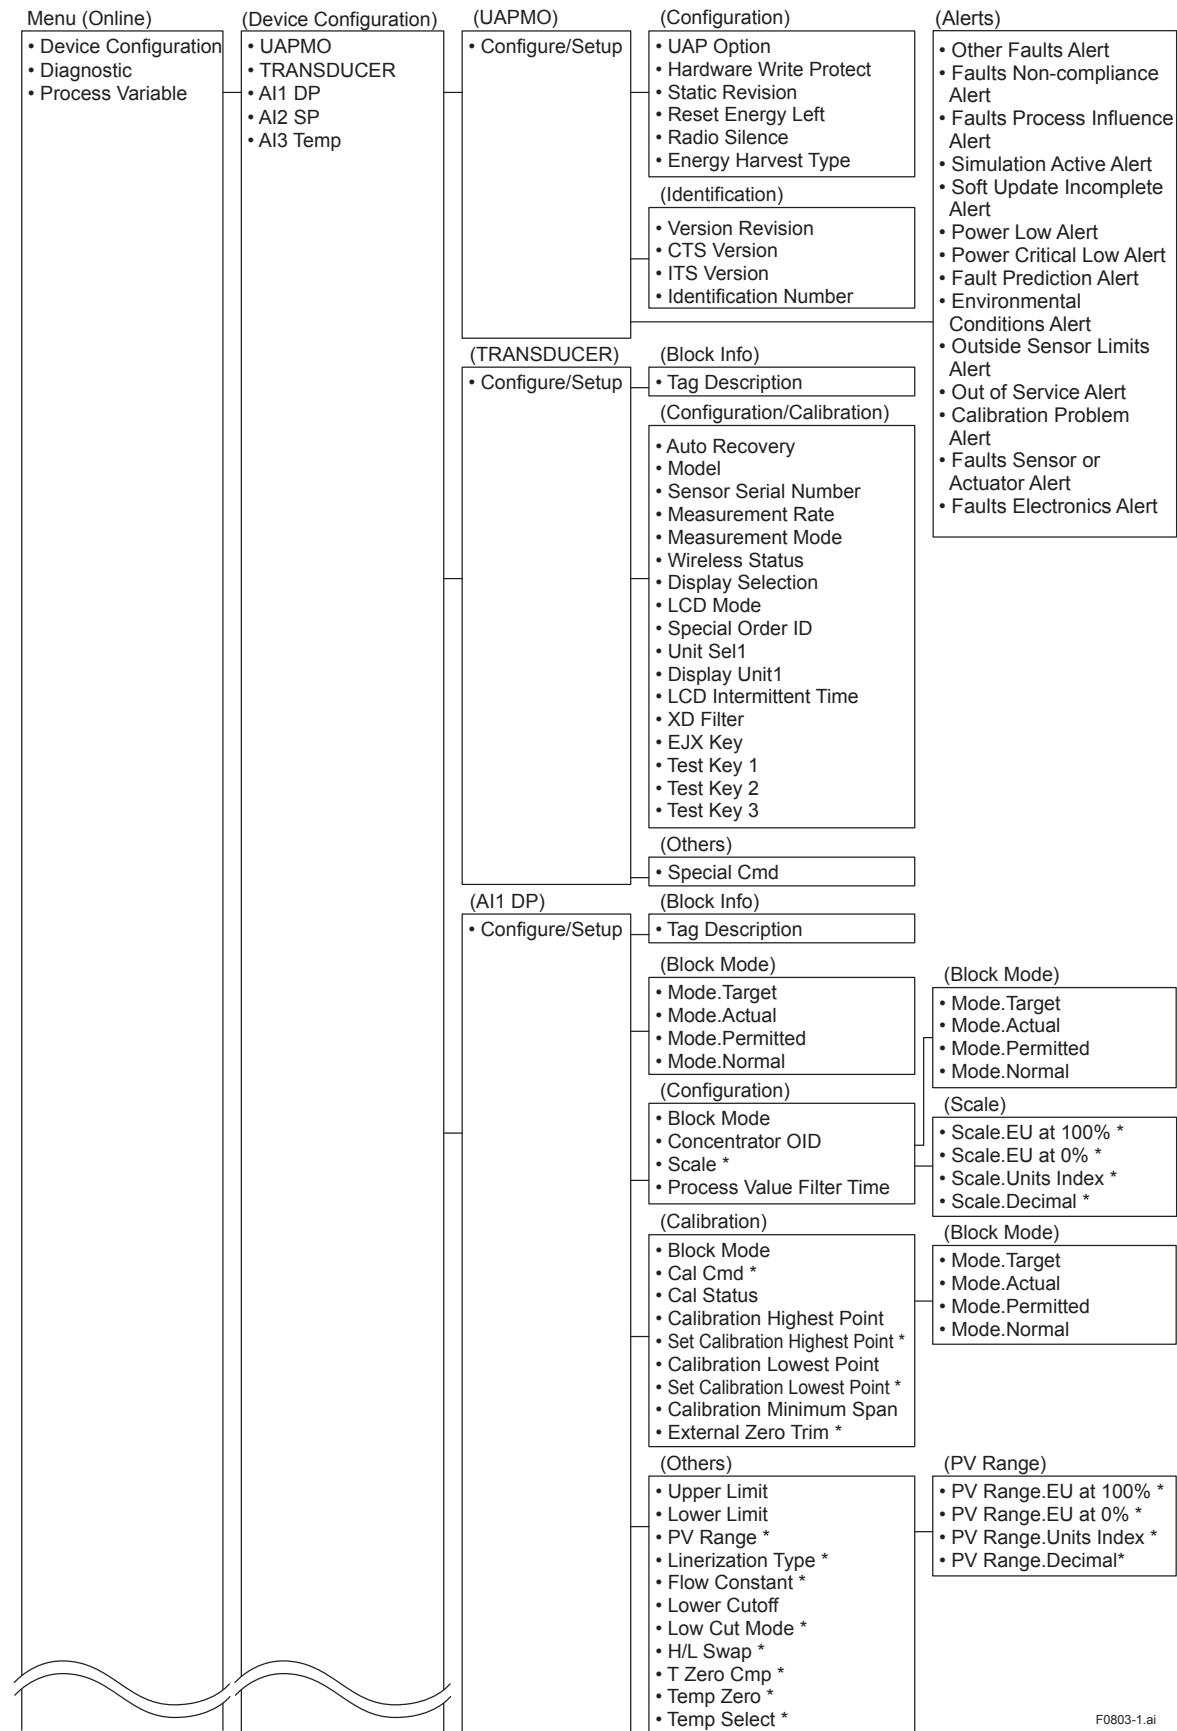 Menu (Online)
• Device Configuration
• Diagnostic
• Process Variable
(Device Configuration)
• UAPMO
• TRANSDUCER
• AI1 DP
• AI2 SP
• AI3 Temp
(UAPMO)
• Configure/Setup
(Configuration)
• UAP Option
• Hardware Write Protect
• Static Revision
• Reset Energy Left
• Radio Silence
• Energy Harvest Type
(Identification)
• Version Revision
• CTS Version
• ITS Version
• Identification Number
(Alerts)
• Other Faults Alert
• Faults Non-compliance
Alert
• Faults Process Influence
Alert
• Simulation Active Alert
• Soft Update Incomplete
Alert
• Power Low Alert
• Power Critical Low Alert
• Fault Prediction Alert
• Environmental
Conditions Alert
• Outside Sensor Limits
Alert
• Out of Service Alert
• Calibration Problem
Alert
• Faults Sensor or
Actuator Alert
• Faults Electronics Alert
(TRANSDUCER)
• Configure/Setup
(Block Info)
• Tag Description
(Configuration/Calibration)
• Auto Recovery
• Model
• Sensor Serial Number
• Measurement Rate
• Measurement Mode
• Wireless Status
• Display Selection
• LCD Mode
• Special Order ID
• Unit Sel1
• Display Unit1
• LCD Intermittent Time
• XD Filter
• EJX Key
• Test Key 1
• Test Key 2
• Test Key 3
(Others)
• Special Cmd
(AI1 DP)
• Configure/Setup
(Block Info)
• Tag Description
(Block Mode)
• Mode.Target
• Mode.Actual
• Mode.Permitted
• Mode.Normal
(Configuration)
• Block Mode
• Concentrator OID
• Scale *
• Process Value Filter Time
(Block Mode)
• Mode.Target
• Mode.Actual
• Mode.Permitted
• Mode.Normal
(Scale)
• Scale.EU at 100% *
• Scale.EU at 0% *
• Scale.Units Index *
• Scale.Decimal *
(Calibration)
• Block Mode
• Cal Cmd *
• Cal Status
• Calibration Highest Point
• Set Calibration Highest Point *
• Calibration Lowest Point
• Set Calibration Lowest Point *
• Calibration Minimum Span
• External Zero Trim *
(Block Mode)
• Mode.Target
• Mode.Actual
• Mode.Permitted
• Mode.Normal
(Others)
• Upper Limit
• Lower Limit
• PV Range *
• Linerization Type *
• Flow Constant *
• Lower Cutoff
• Low Cut Mode *
• H/L Swap *
• T Zero Cmp *
• Temp Zero *
• Temp Select *
(PV Range)
• PV Range.EU at 100% *
• PV Range.EU at 0% *
• PV Range.Units Index *
• PV Range.Decimal*
F0803-1.ai